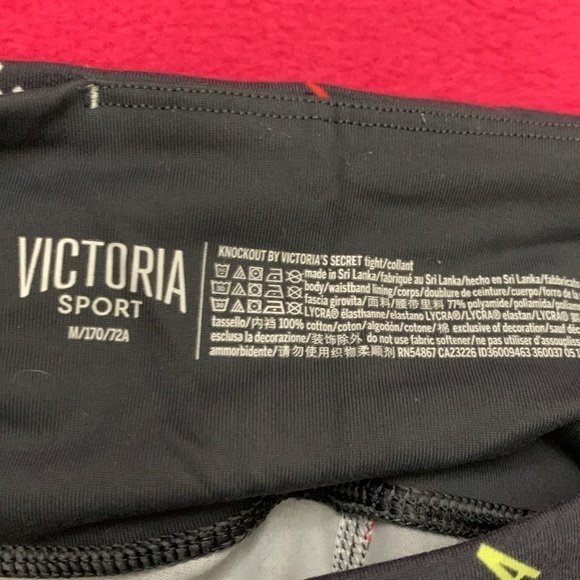 VICTORIA
SPORT
M/170/72A
KNOCKOUT BY VICTORIA'S SECRET tight/collant
made in Sri Lanka/fabriqué au Sri Lanka/hecho en Sri Lanka/fabbricato
body/waistband lining/corps/doublure de ceinture/cuerpo/forro de la
fascia girovita/面料/腰带里料 77% polyamide/poliamida/poliam
LYCRA® élasthanne/elastano LYCRA®/LYCRA® elastan/LYCRA®
tassello/内裆 100% cotton/coton/algodón/cotone/棉 exclusive of decoration/sauf déc
esclusa la decorazione/装饰除外 do not use fabric softener/ne pas utiliser d'assouplis
ammorbidente/请勿使用织物柔顺剂 RN54867 CA23226 ID36009463 360037 05 1
A